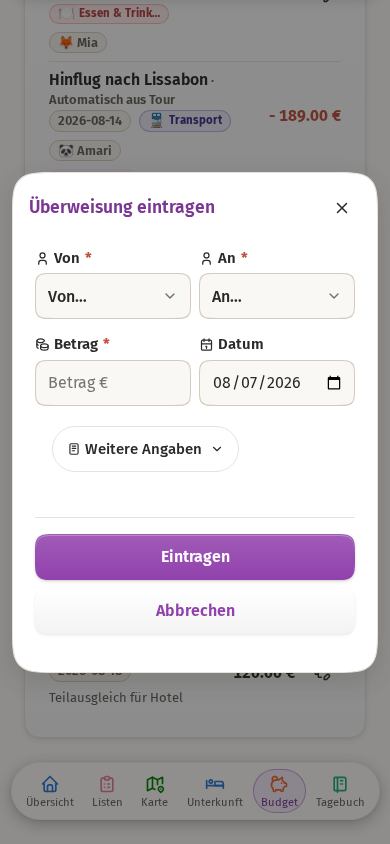 Essen & Trink...
Mia
Hinflug nach Lissabon ·
Automatisch aus Tour
2026-08-14 Transport
- 189.00 €
Amari
Überweisung eintragen
Von *
An *
Von...
An...
Betrag *
Datum
Betrag €
08/07/2026
Weitere Angaben
Eintragen
Abbrechen
Teilausgleich für Hotel
Übersicht
Listen
Karte
Unterkunft
Budget
Tagebuch